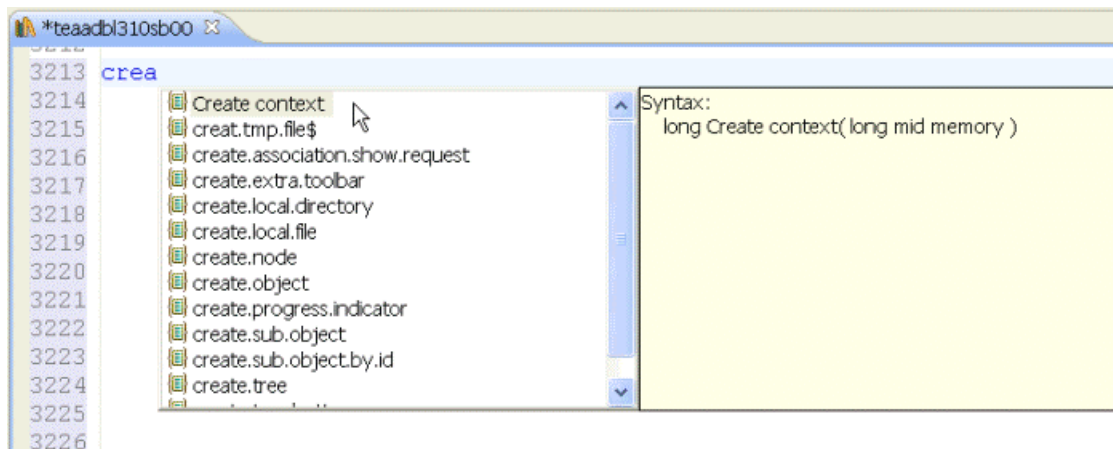 *teaadbl310sb00
3212
3213 crea
3214
3215
3216
3217
3218
3219
3220
3221
3222
3223
3224
3225
3226
Create context
creat.tmp.file$
create.association.show.request
create.extra.toolbar
create.local.directory
create.local.file
create.node
create.object
create.progress.indicator
create.sub.object
create.sub.object.by.id
create.tree
Syntax:
long Create context( long mid memory )